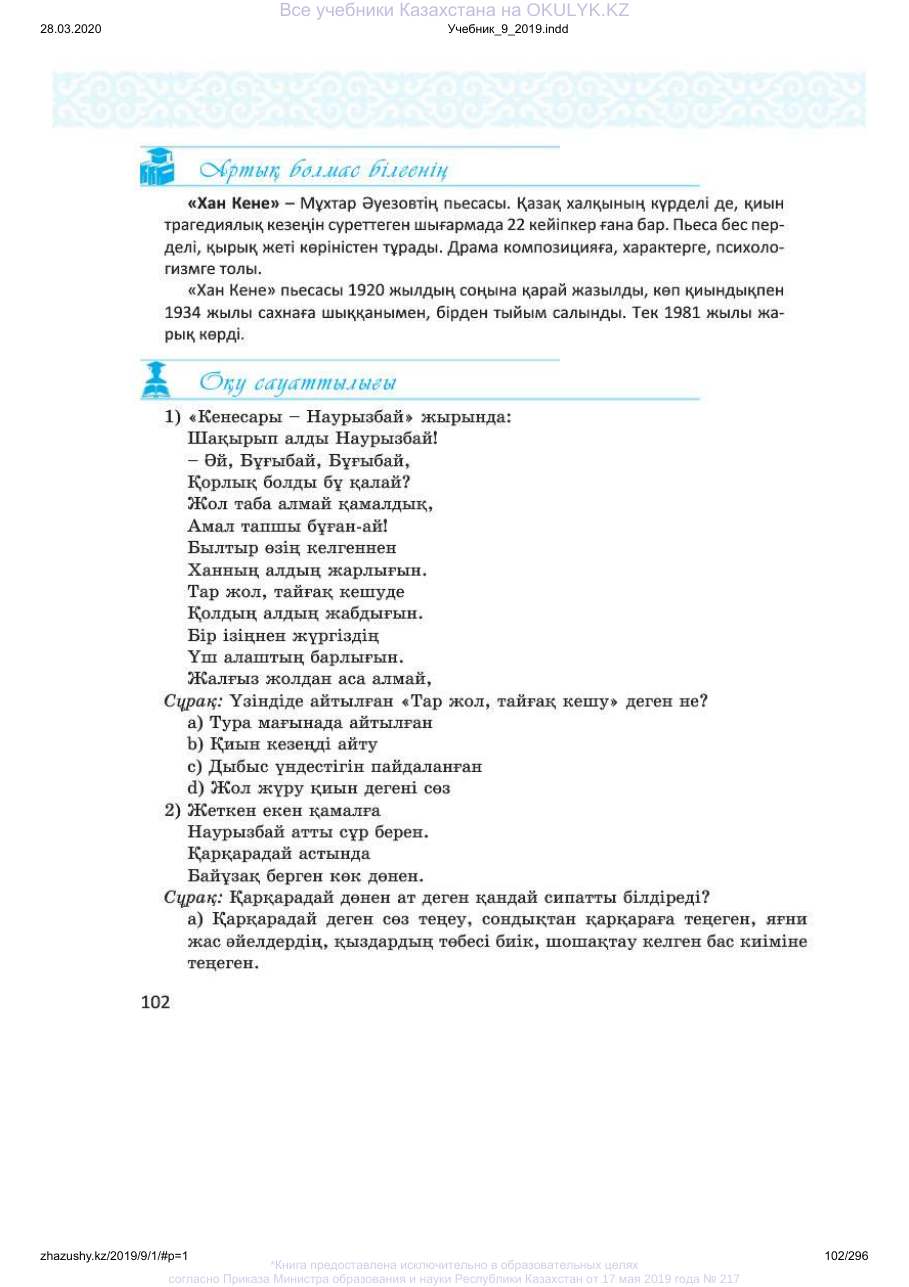 Все учебники Казахстана на OKULYK.KZ
28.03.2020 Учебник_9_2019.indd
Артық болмас білгенің
«Хан Кене» – Мұхтар Әуезовтің пьесасы. Қазақ халқының күрделі де, қиын
трагедиялық кезеңін суреттеген шығармада 22 кейіпкер ғана бар. Пьеса бес пер-
делі, қырық жеті көріністен тұрады. Драма композицияға, характерге, психоло-
гизмге толы.
«Хан Кене» пьесасы 1920 жылдың соңына қарай жазылды, көп қиындықпен
1934 жылы сахнаға шыққанымен, бірден тыйым салынды. Тек 1981 жылы жа-
рық көрді.
Оқу сауаттылығы
1) «Кенесары – Наурызбай» жырында:
Шақырып алды Наурызбай!
– Әй, Бұғыбай, Бұғыбай,
Қорлық болды бұ қалай?
Жол таба алмай қамалдық,
Амал тапшы бұған-ай!
Былтыр өзің келгеннен
Ханның алдың жарлығын.
Тар жол, тайғақ кешуде
Қолдың алдың жабдығын.
Бір ізіңнен жүргіздің
Үш алаштың барлығын.
Жалғыз жолдан аса алмай,
Сұрақ: Үзіндіде айтылған «Тар жол, тайғақ кешу» деген не?
a) Тура мағынада айтылған
b) Қиын кезеңді айту
c) Дыбыс үндестігін пайдаланған
d) Жол жүру қиын дегені сөз
2) Жеткен екен қамалға
Наурызбай атты сұр берен.
Қарқарадай астында
Байұзақ берген көк дөнен.
Сұрақ: Қарқарадай дөнен ат деген қандай сипатты білдіреді?
a) Қарқарадай деген сөз теңеу, сондықтан қарқараға теңеген, яғни
жас әйелдердің, қыздардың төбесі биік, шошақтау келген бас киіміне
теңеген.
102
zhazushy.kz/2019/9/1/#p=1 102/296
*Книга предоставлена исключительно в образовательных целях
согласно Приказа Министра образования и науки Республики Казахстан от 17 мая 2019 года № 217